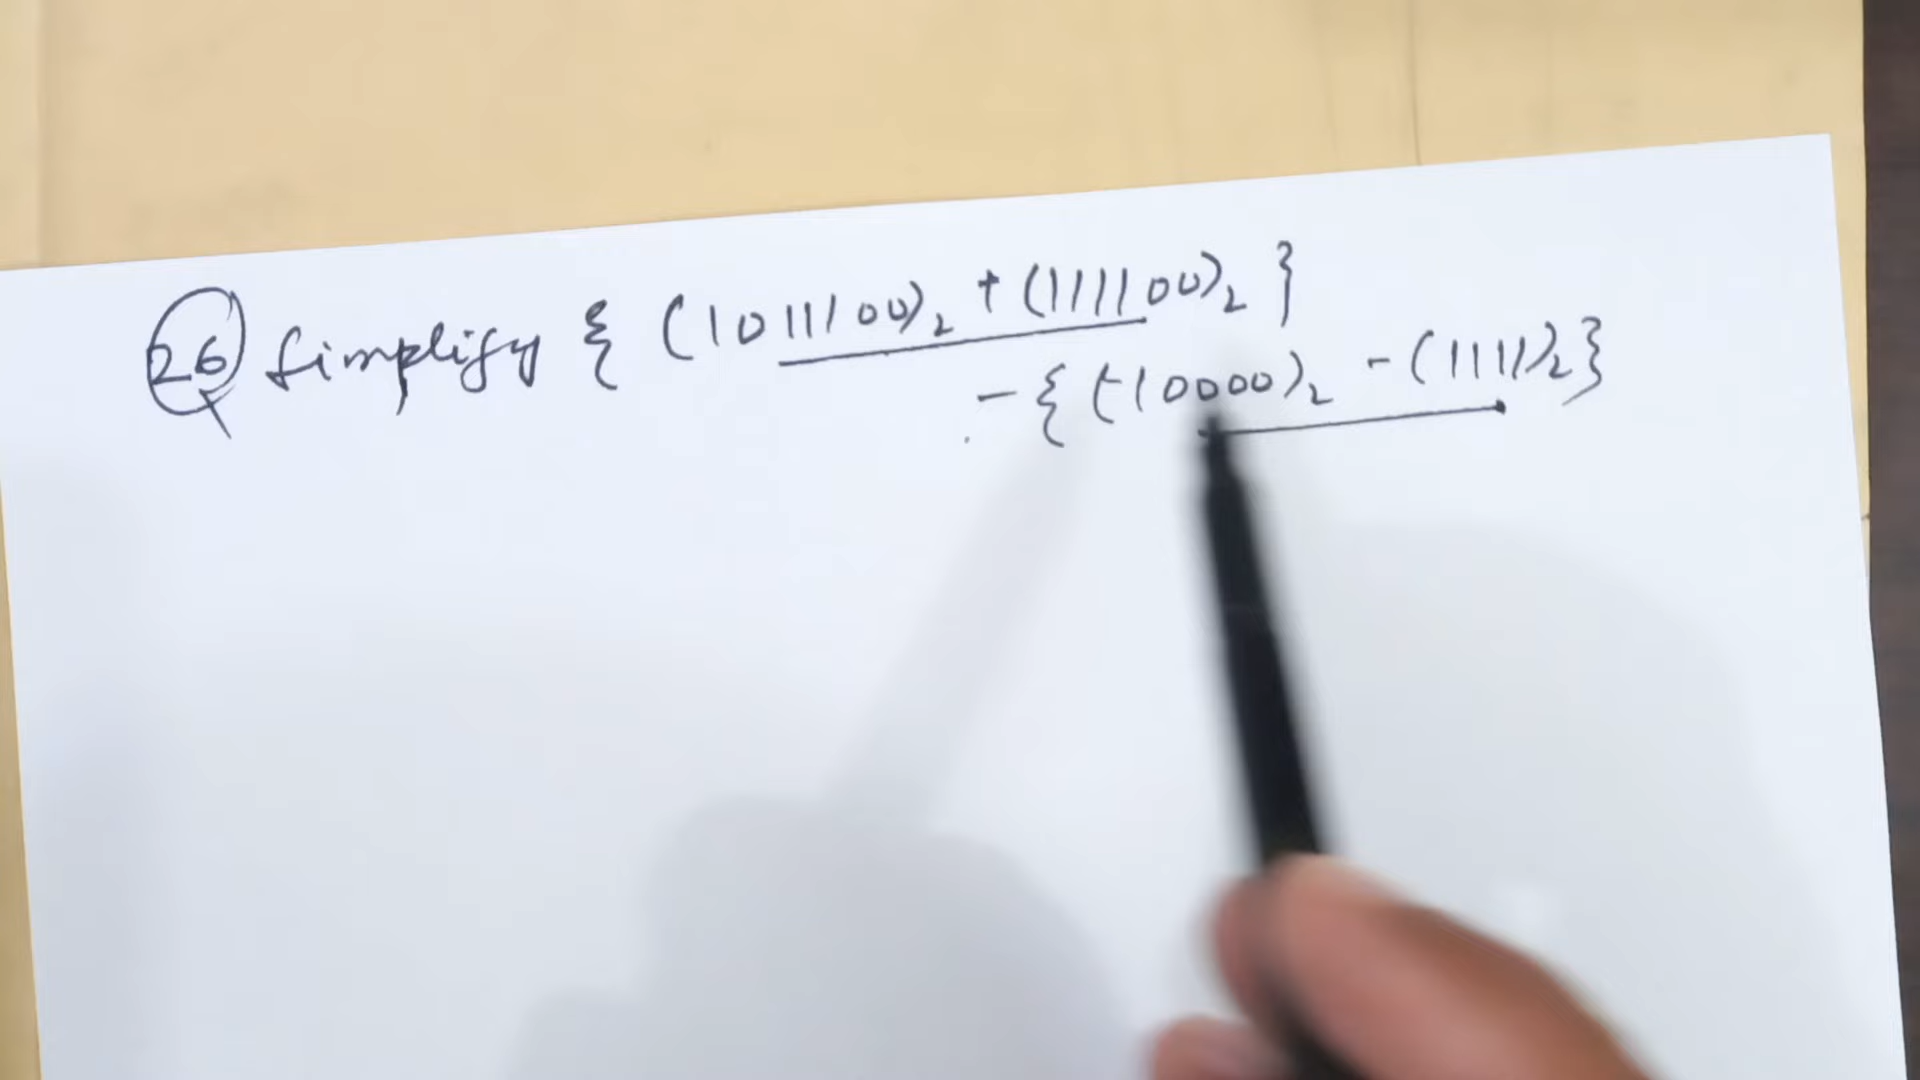 26 Simplify { (1011100)₂ + (111100)₂ }
- { (-10000)₂ - (1111)₂ }